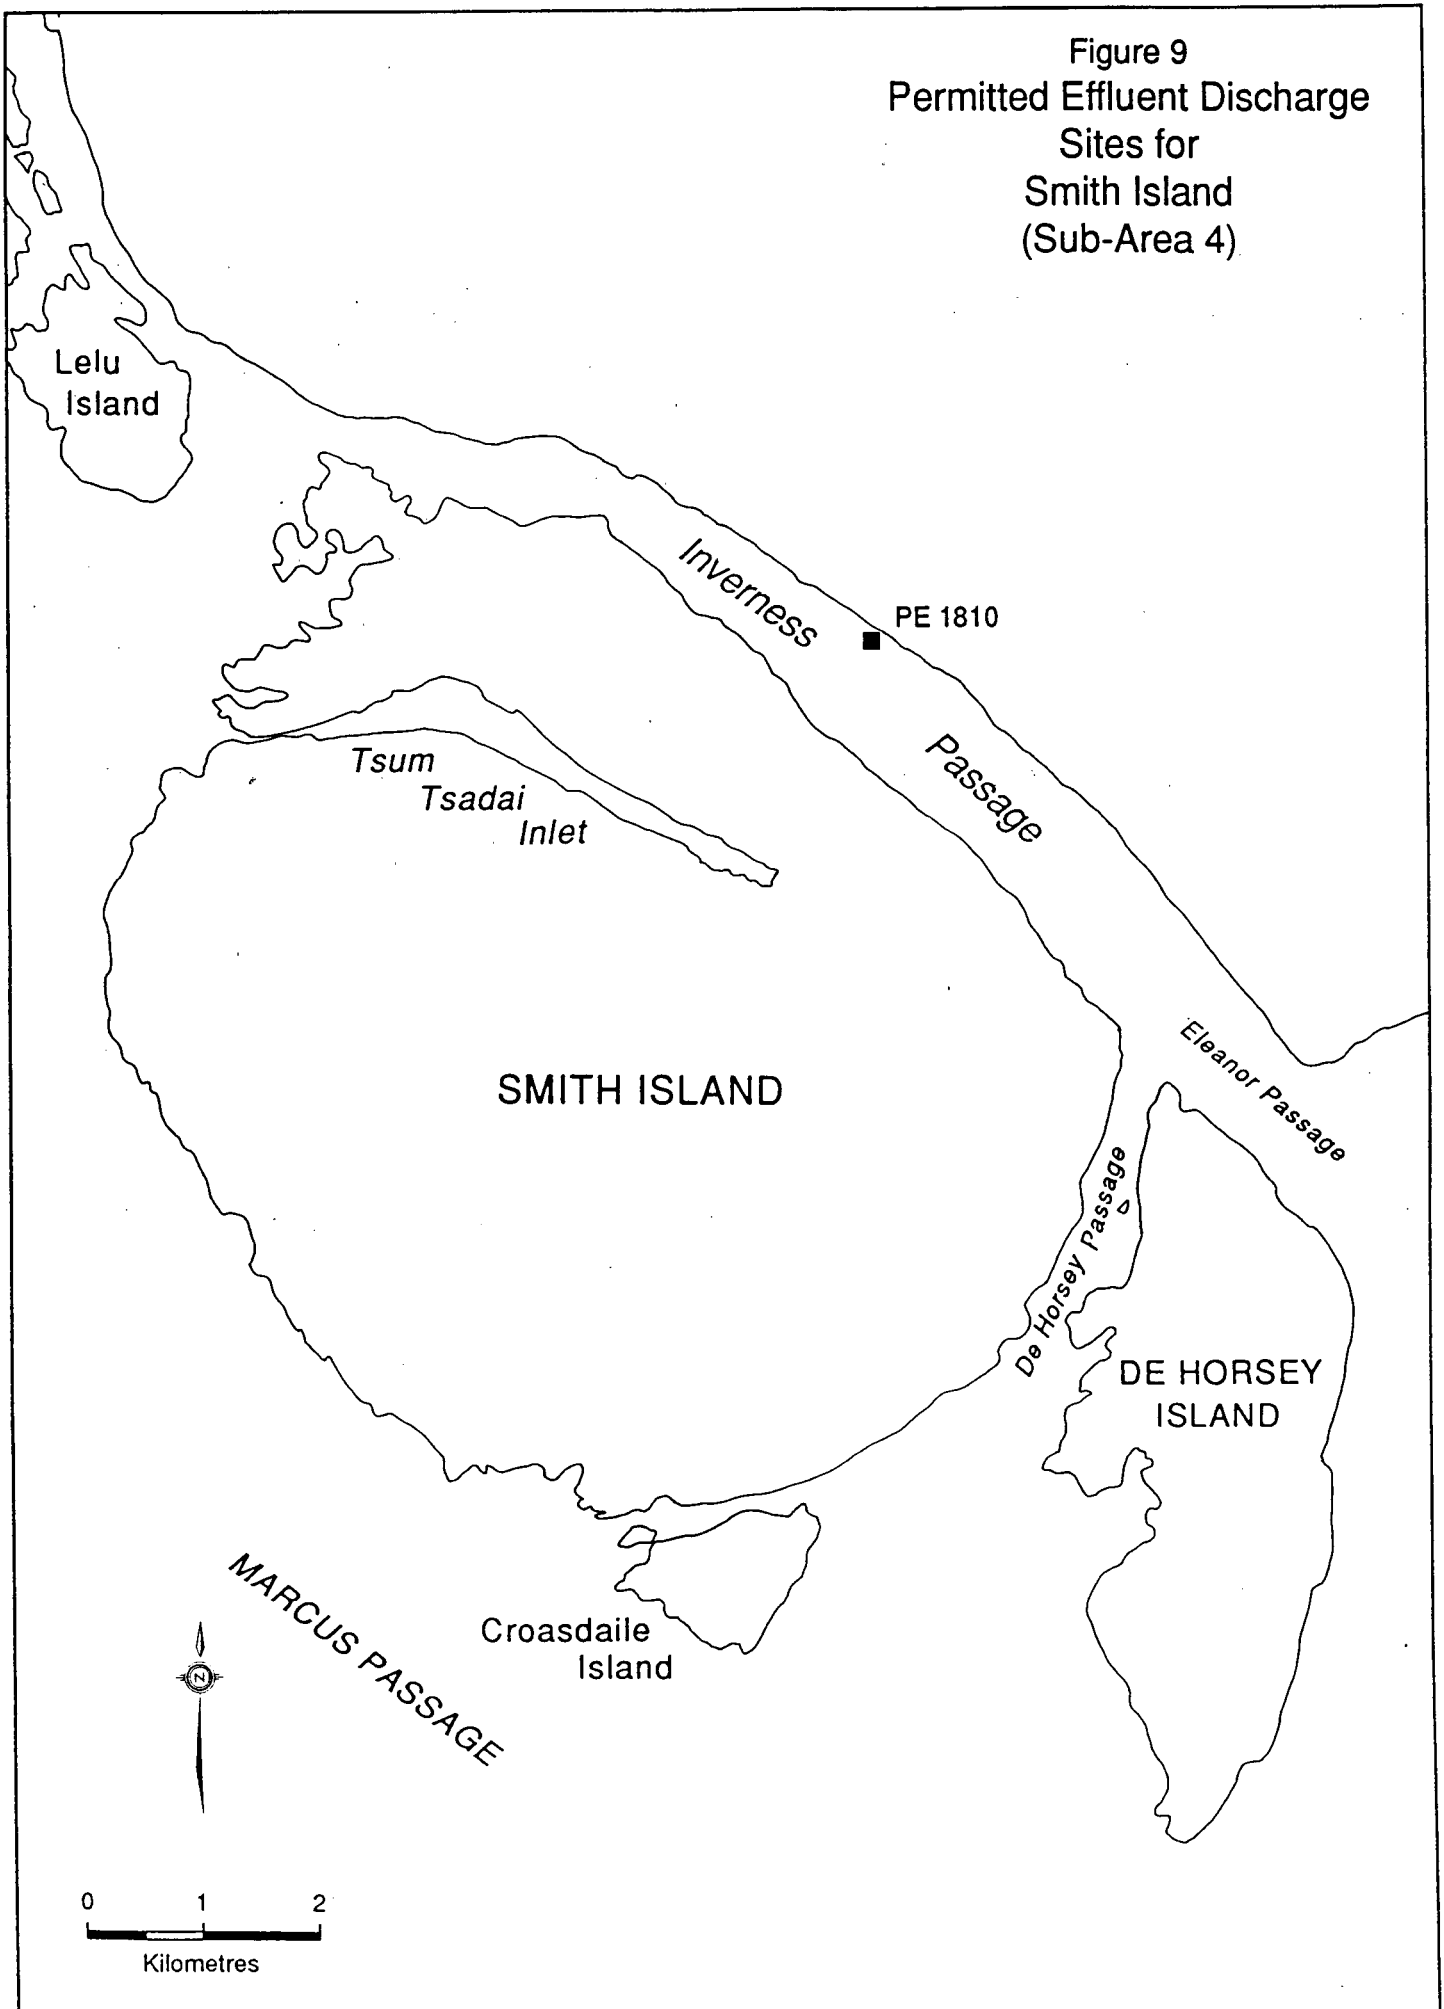 Figure 9
Permitted Effluent Discharge
Sites for
Smith Island
(Sub-Area 4)
Lelu
Island
Inverness
Passage
PE 1810
Tsum
Tsadai
Inlet
SMITH ISLAND
Eleanor Passage
De Horsey Passage
DE HORSEY
ISLAND
MARCUS PASSAGE
Croasdaile
Island
N
0 1 2
Kilometres